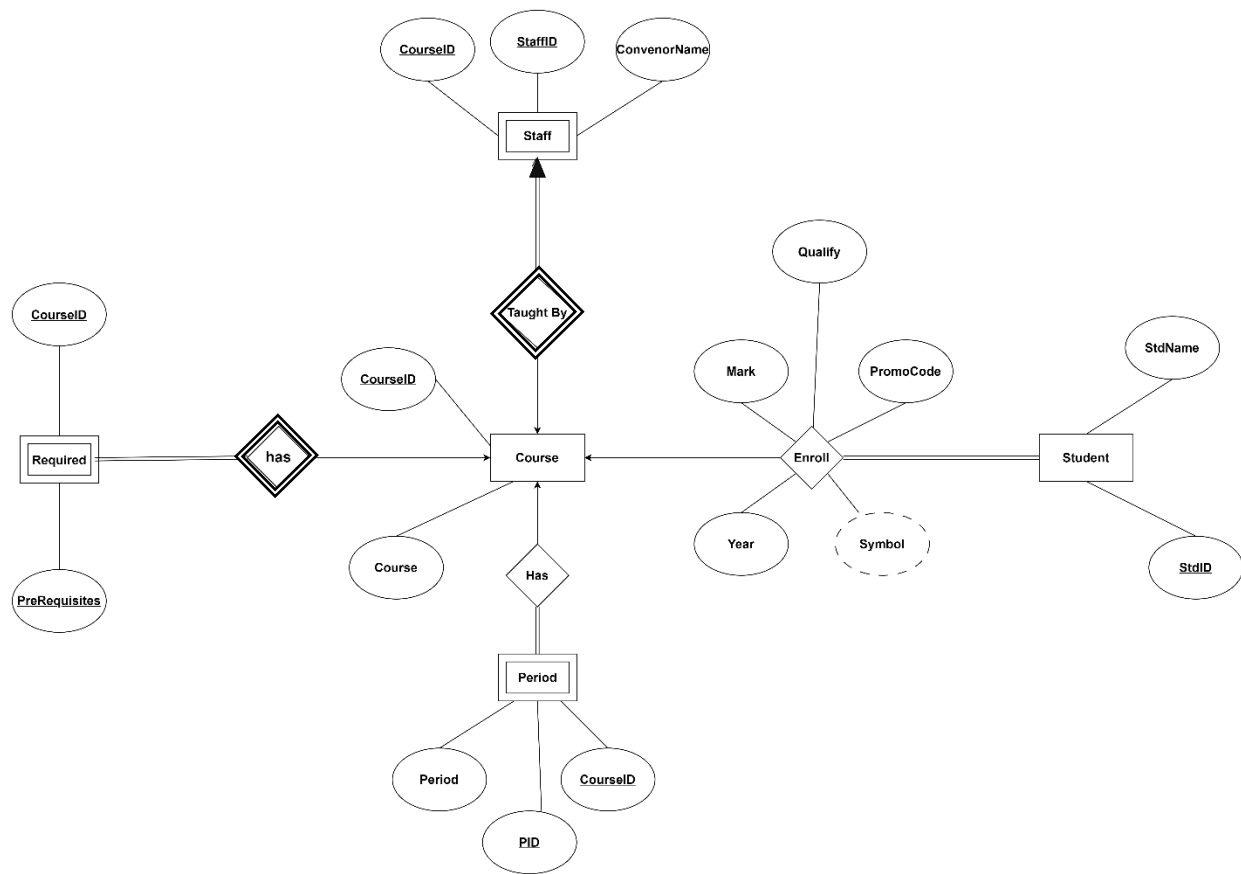 CourseID
StaffID
ConvenorName
Staff
Qualify
Taught By
CourseID
StdName
CourseID
Mark
PromoCode
Required
has
Course
Enroll
Student
Course
Year
Symbol
Has
StdID
PreRequisites
Period
Period
PID
CourseID